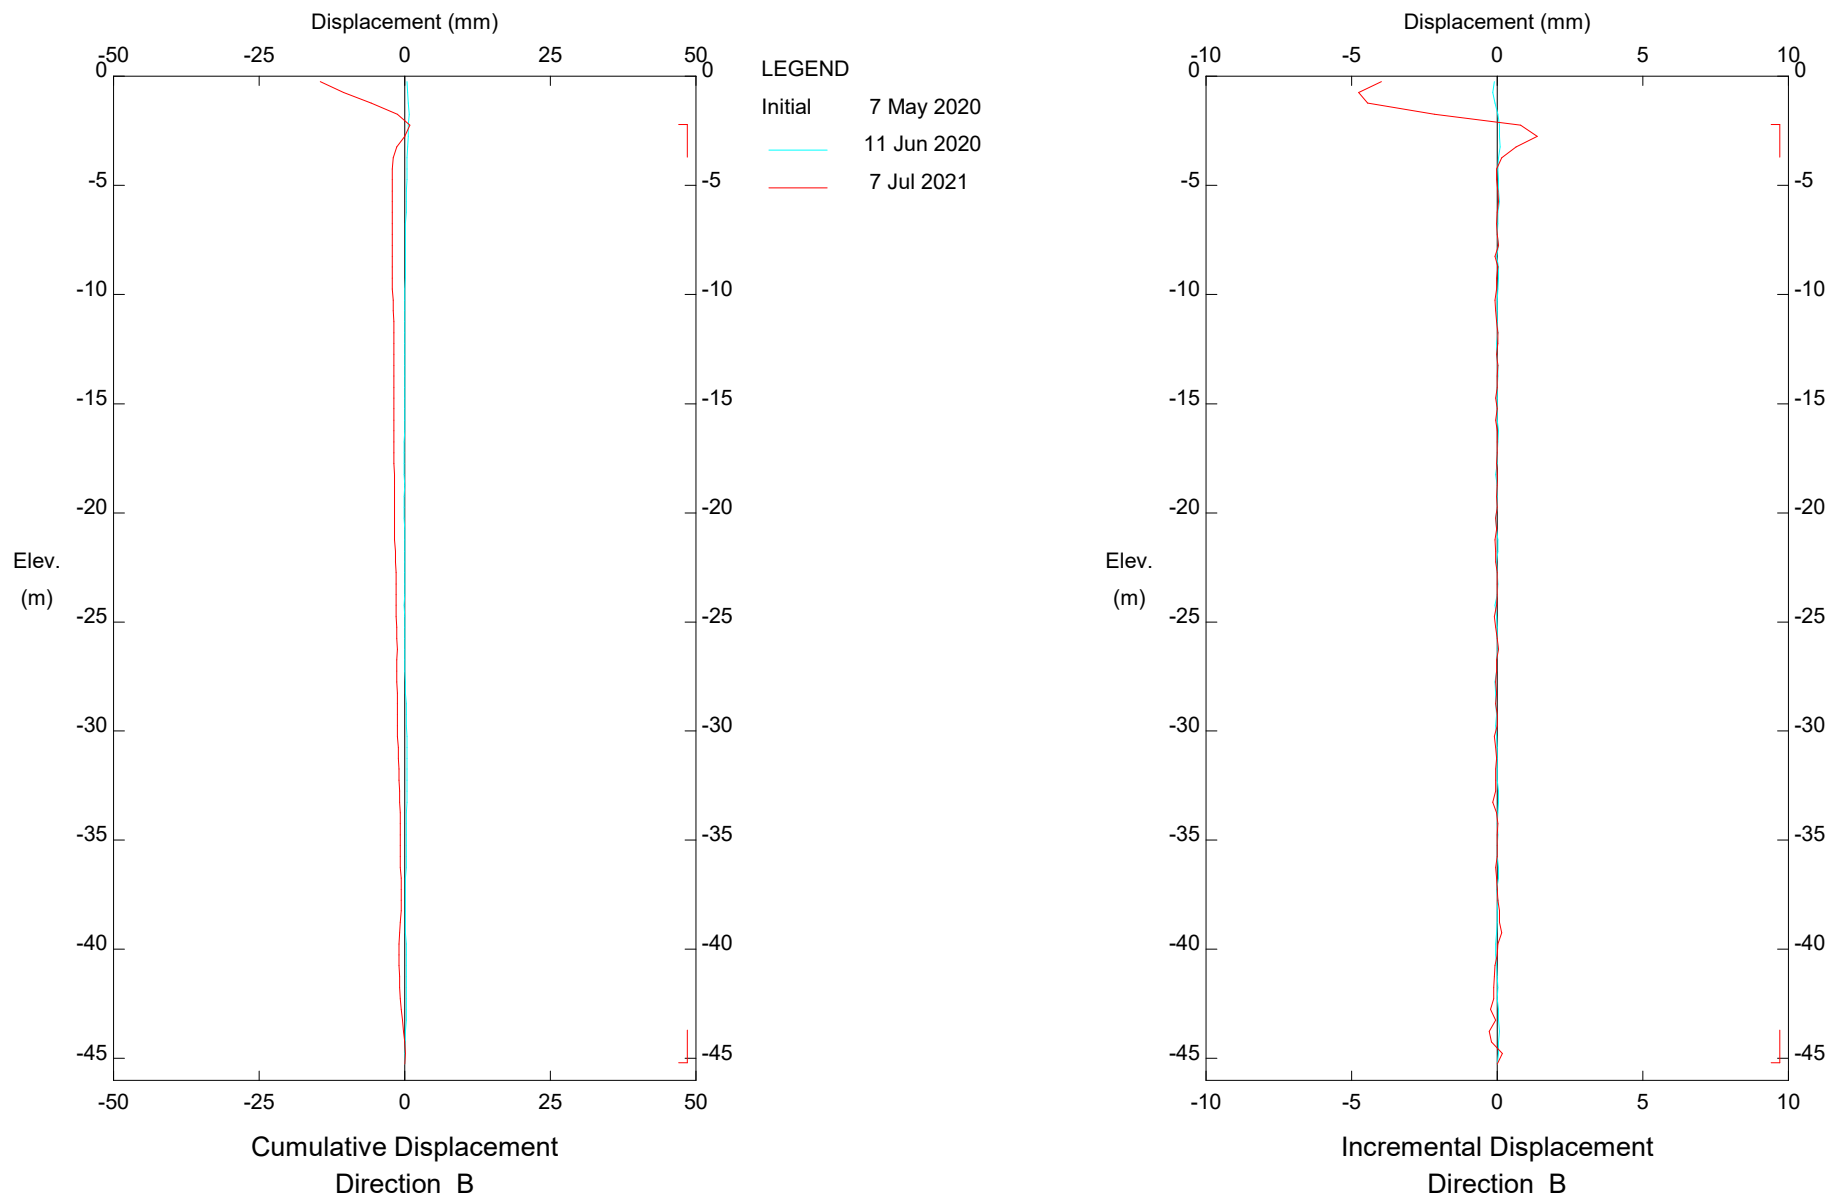 Displacement (mm)
-50 -25 0 25 50
0 0
-5 -5
-10 -10
-15 -15
-20 -20
Elev.
(m)
-25 -25
-30 -30
-35 -35
-40 -40
-45 -45
-50 -25 0 25 50
Cumulative Displacement
Direction B
LEGEND
Initial 7 May 2020
11 Jun 2020
7 Jul 2021
Displacement (mm)
-10 -5 0 5 10
0 0
-5 -5
-10 -10
-15 -15
-20 -20
Elev.
(m)
-25 -25
-30 -30
-35 -35
-40 -40
-45 -45
-10 -5 0 5 10
Incremental Displacement
Direction B